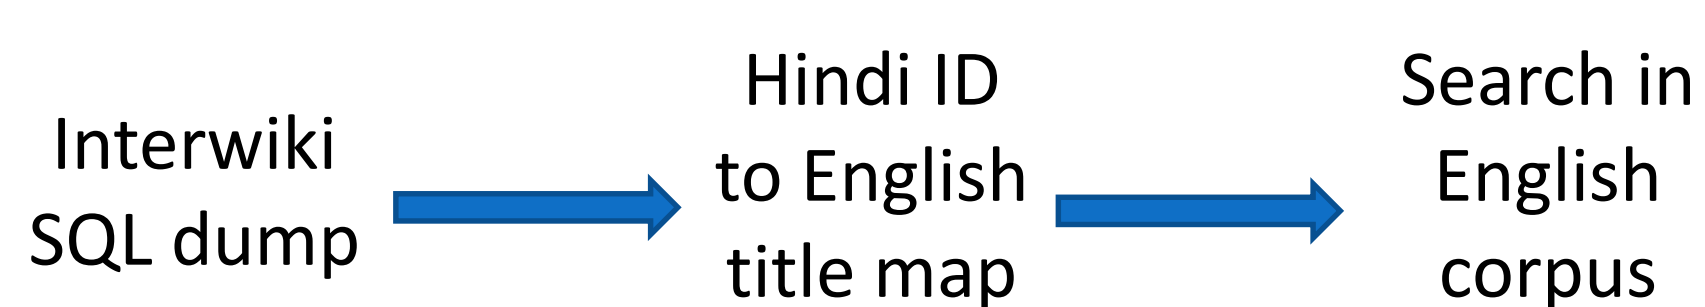 Interwiki
SQL dump
Hindi ID
to English
title map
Search in
English
corpus